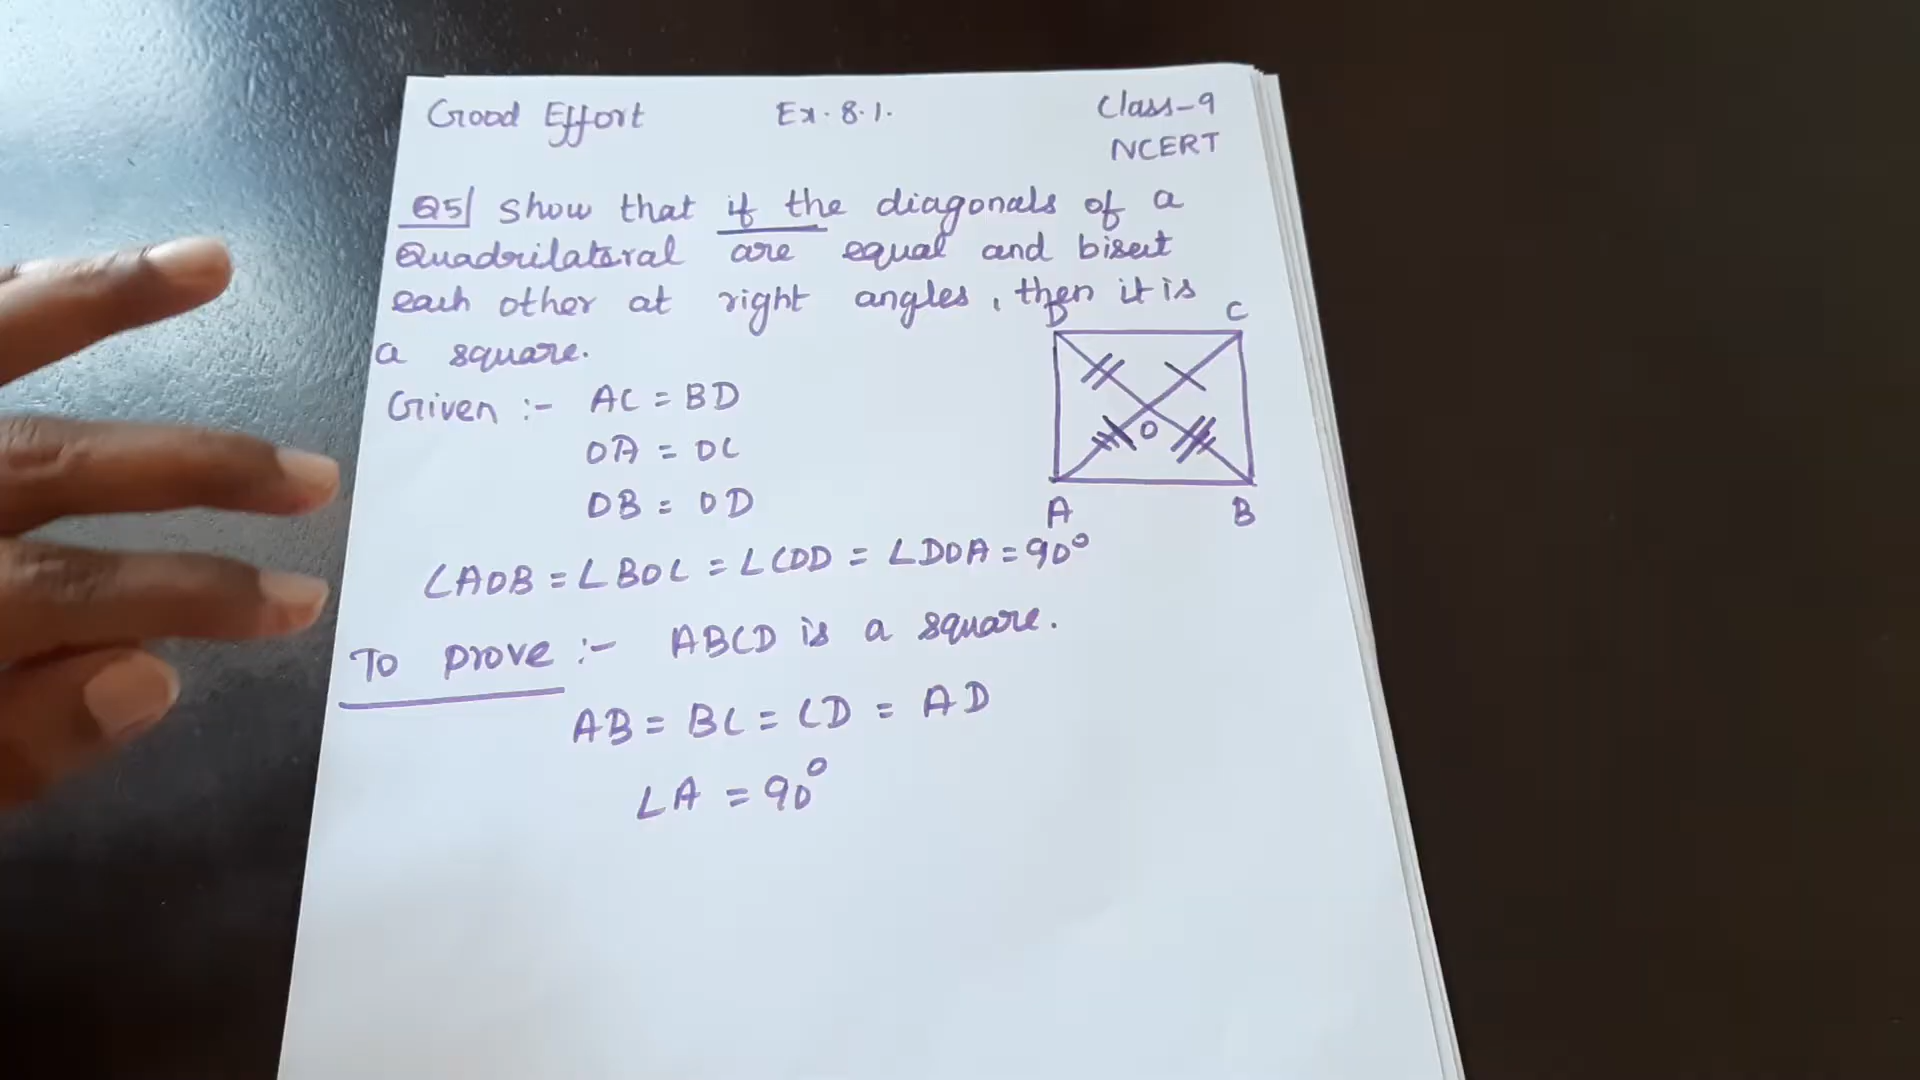 Good Effort Ex. 8.1. Class-9
NCERT
Q5| Show that if the diagonals of a
Quadrilateral are equal and bisect
each other at right angles, then it is
a square.
D C
Given :- AC = BD
OA = OC
O
OB = OD
A B
∠AOB = ∠BOC = ∠COD = ∠DOA = 90°
To prove :- ABCD is a square.
AB = BC = CD = AD
∠A = 90°